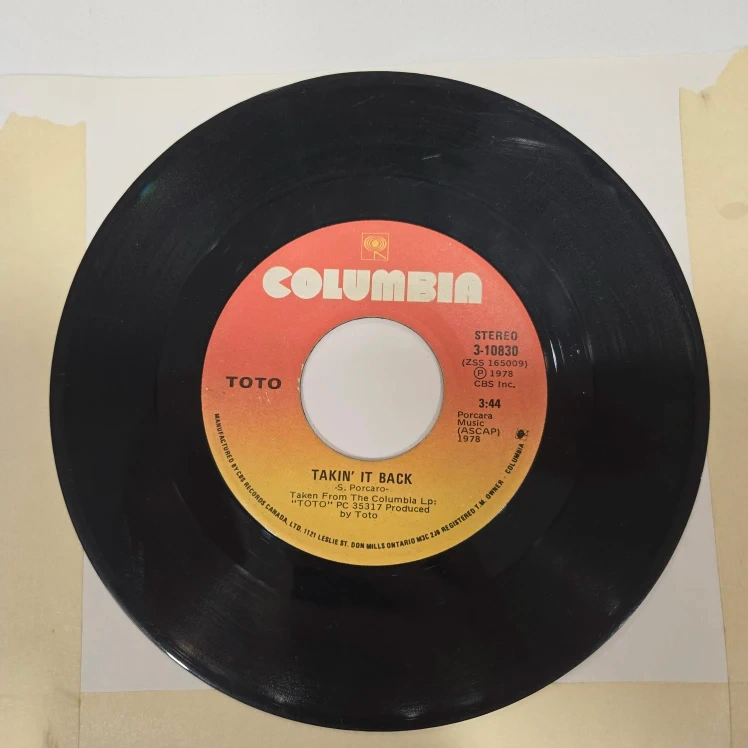 COLUMBIA
STEREO
3-10830
(ZSS 165009)
Ⓟ 1978
CBS Inc.
TOTO
3:44
Porcara
Music
(ASCAP)
1978
TAKIN' IT BACK
-S. Porcaro-
Taken From The Columbia Lp:
"TOTO" PC 35317 Produced
by Toto
MANUFACTURED BY CBS RECORDS CANADA, LTD. 1121 LESLIE ST. DON MILLS ONTARIO M3C 2J9 REGISTERED T.M. OWNER - COLUMBIA